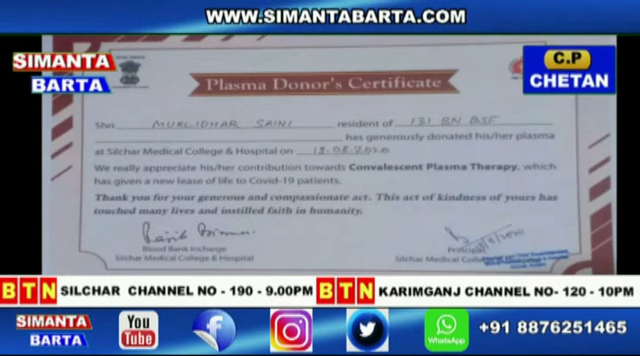 WWW.SIMANTABARTA.COM
SIMANTA
BARTA
C.P
CHETAN
Plasma Donor's Certificate
Shri MURLIDHAR SAINI resident of 131 BN BSF
has generously donated his/her plasma
at Silchar Medical College & Hospital on 18.08.2020
We really appreciate his/her contribution towards Convalescent Plasma Therapy, which
has given a new lease of life to Covid-19 patients.
Thank you for your generous and compassionate act. This act of kindness of yours has
touched many lives and instilled faith in humanity.
Blood Bank Incharge
Silchar Medical College & Hospital
Principal
Silchar Medical
BTN SILCHAR CHANNEL NO - 190 - 9.00PM BTN KARIMGANJ CHANNEL NO- 120 - 10PM
SIMANTA
BARTA
You
Tube
WhatsApp
+91 8876251465